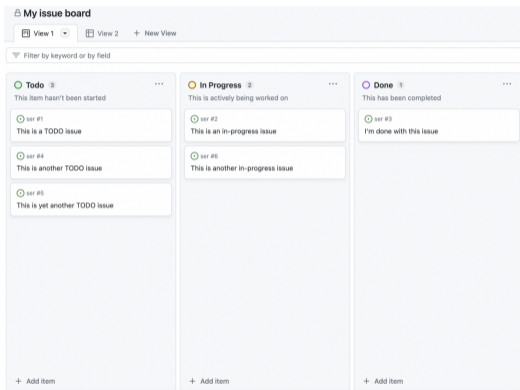 My issue board
View 1
View 2
+ New View
Filter by keyword or by field
Todo 3
This item hasn't been started
ser #1
This is a TODO issue
ser #4
This is another TODO issue
ser #5
This is yet another TODO issue
+ Add item
In Progress 2
This is actively being worked on
ser #2
This is an in-progress issue
ser #6
This is another in-progress issue
+ Add item
Done 1
This has been completed
ser #3
I'm done with this issue
+ Add item